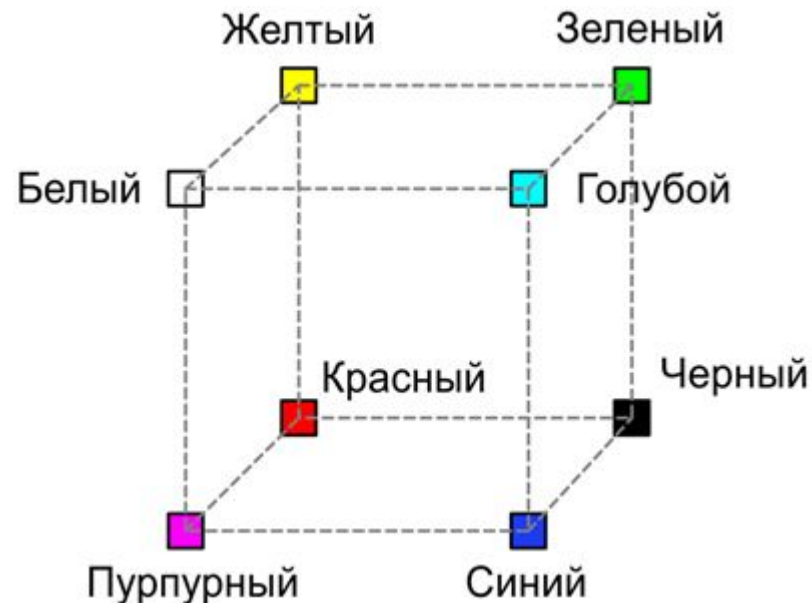 Желтый
Зеленый
Белый
Голубой
Красный
Черный
Пурпурный
Синий